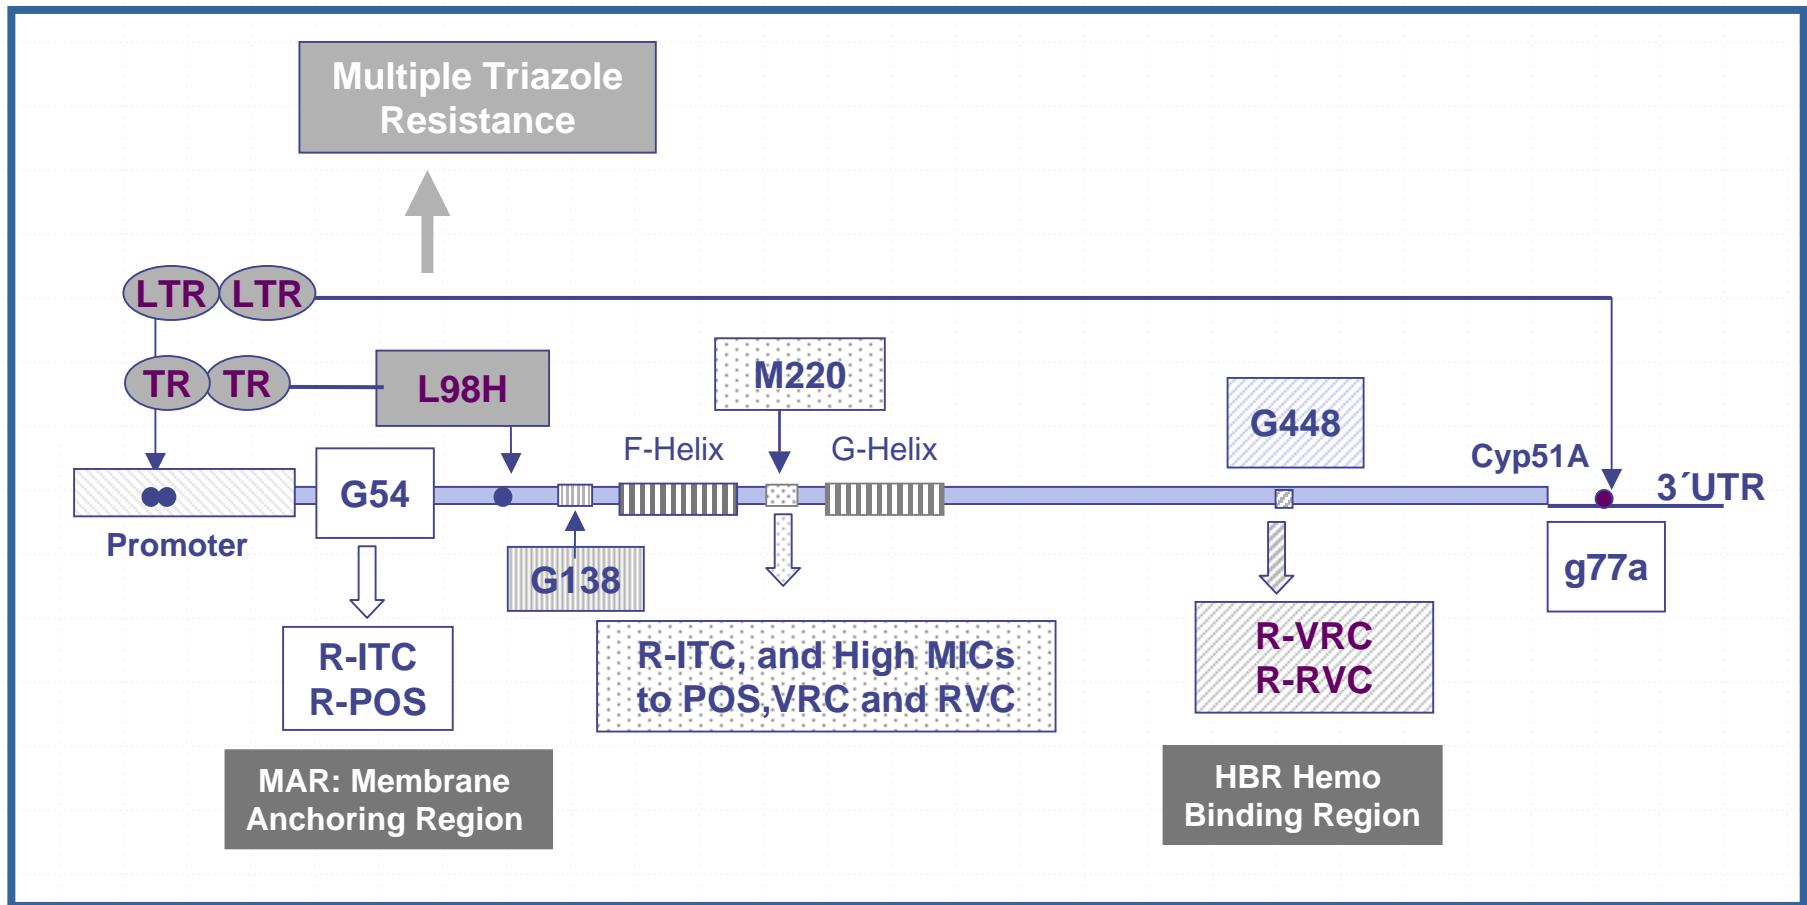 Multiple Triazole
Resistance
LTR LTR
TR TR
L98H
M220
G448
F-Helix
G-Helix
Cyp51A
3´UTR
G54
Promoter
G138
g77a
R-ITC
R-POS
R-ITC, and High MICs
to POS,VRC and RVC
R-VRC
R-RVC
MAR: Membrane
Anchoring Region
HBR Hemo
Binding Region